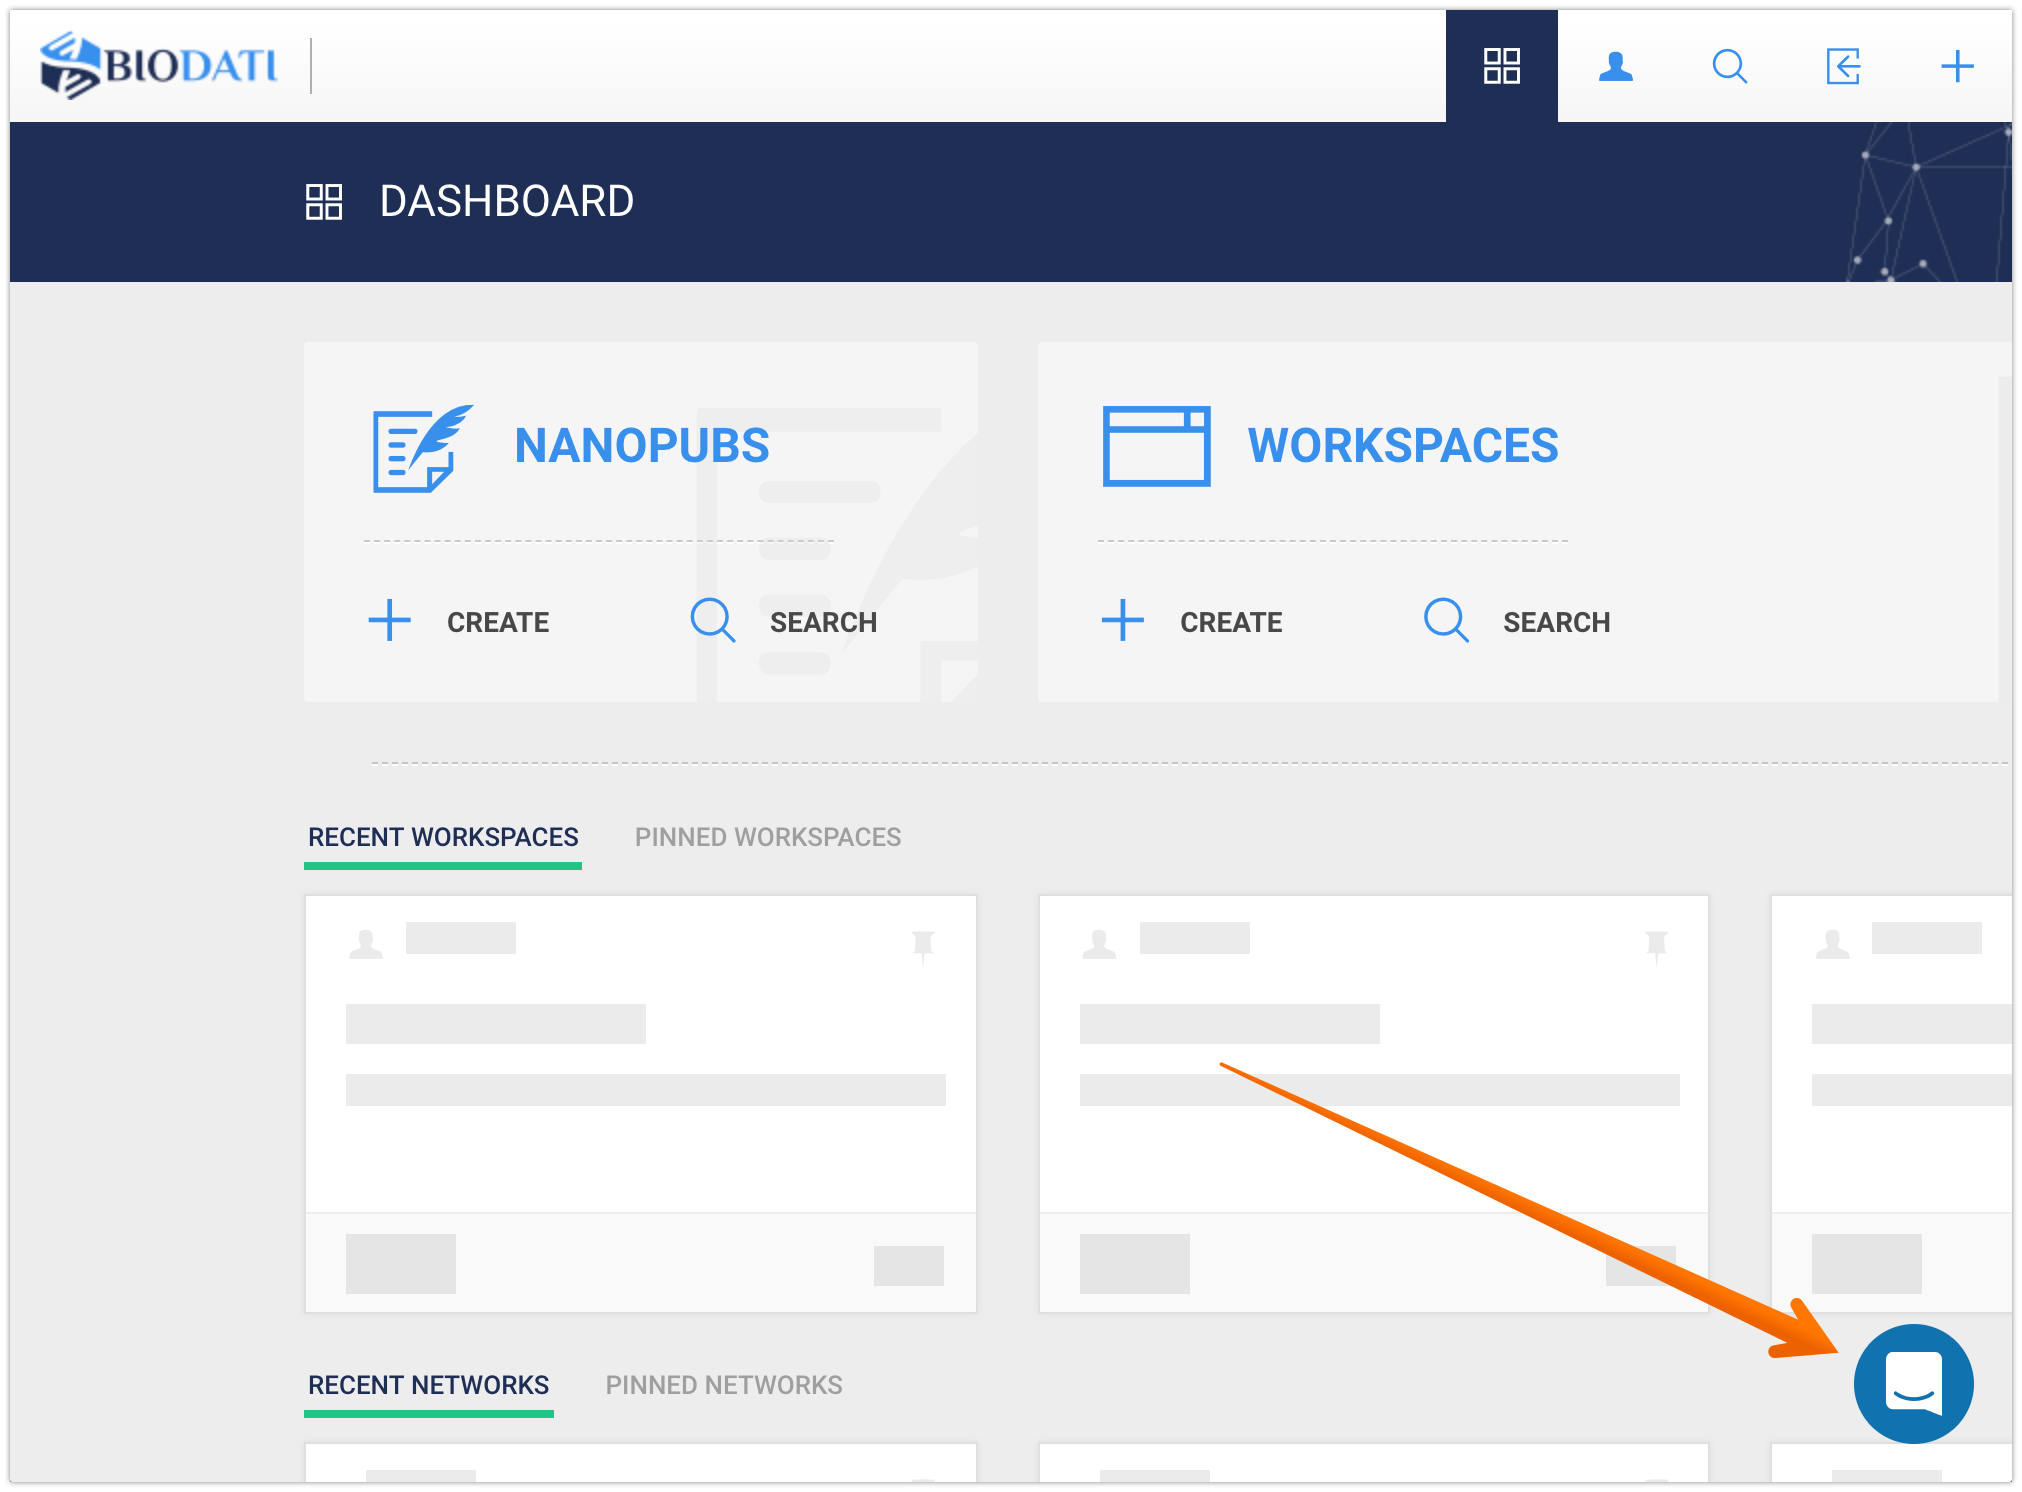 BIODATI
DASHBOARD
NANOPUBS
WORKSPACES
CREATE
SEARCH
CREATE
SEARCH
RECENT WORKSPACES
PINNED WORKSPACES
RECENT NETWORKS
PINNED NETWORKS